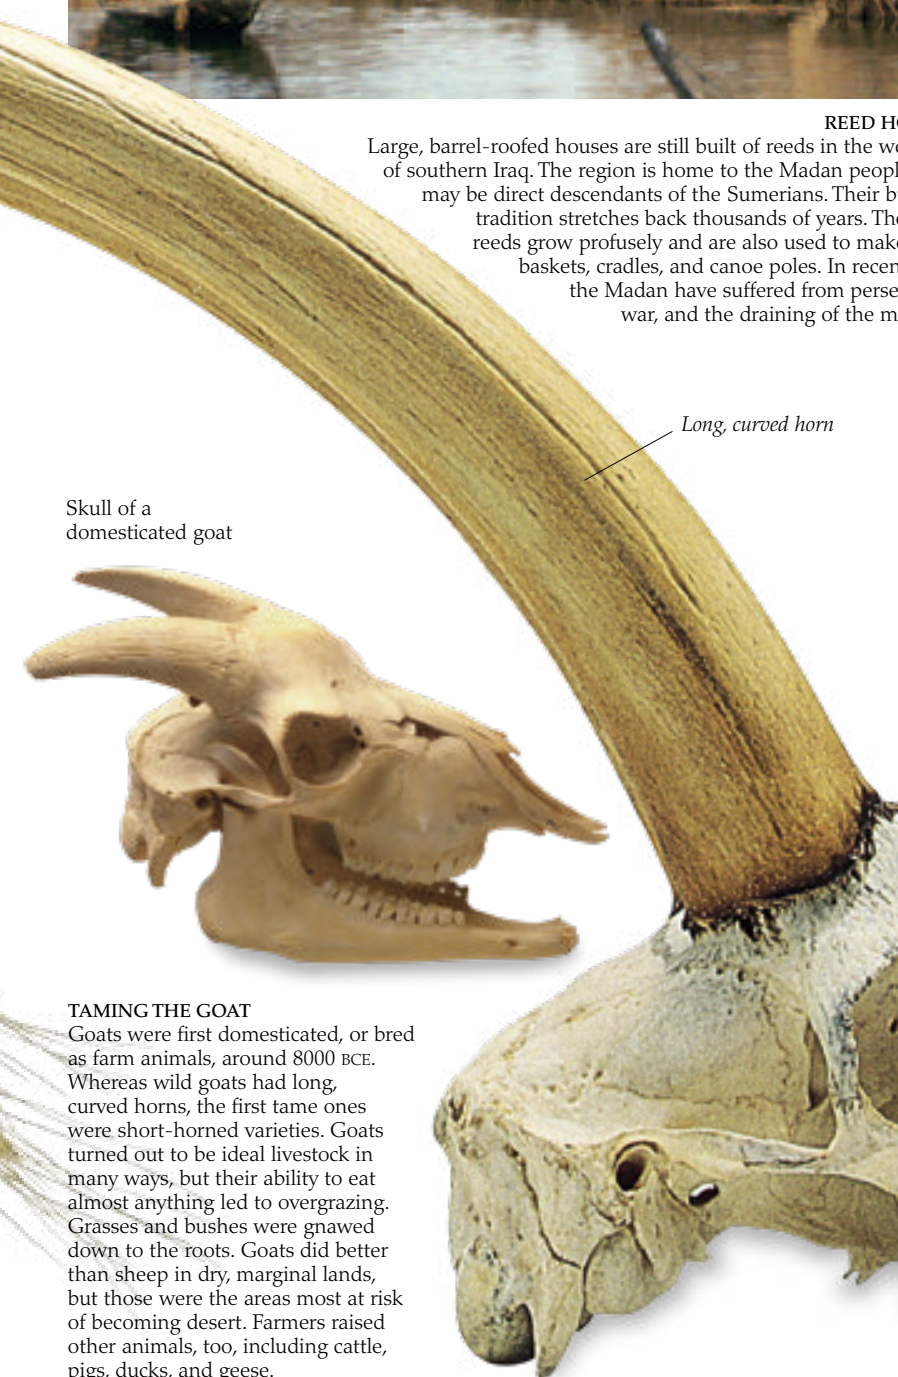 REED HO
Large, barrel-roofed houses are still built of reeds in the we
of southern Iraq. The region is home to the Madan peopl
may be direct descendants of the Sumerians. Their b
tradition stretches back thousands of years. The
reeds grow profusely and are also used to make
baskets, cradles, and canoe poles. In recen
the Madan have suffered from perse
war, and the draining of the m
Long, curved horn
Skull of a
domesticated goat
TAMING THE GOAT
Goats were first domesticated, or bred
as farm animals, around 8000 BCE.
Whereas wild goats had long,
curved horns, the first tame ones
were short-horned varieties. Goats
turned out to be ideal livestock in
many ways, but their ability to eat
almost anything led to overgrazing.
Grasses and bushes were gnawed
down to the roots. Goats did better
than sheep in dry, marginal lands,
but those were the areas most at risk
of becoming desert. Farmers raised
other animals, too, including cattle,
pigs, ducks, and geese.